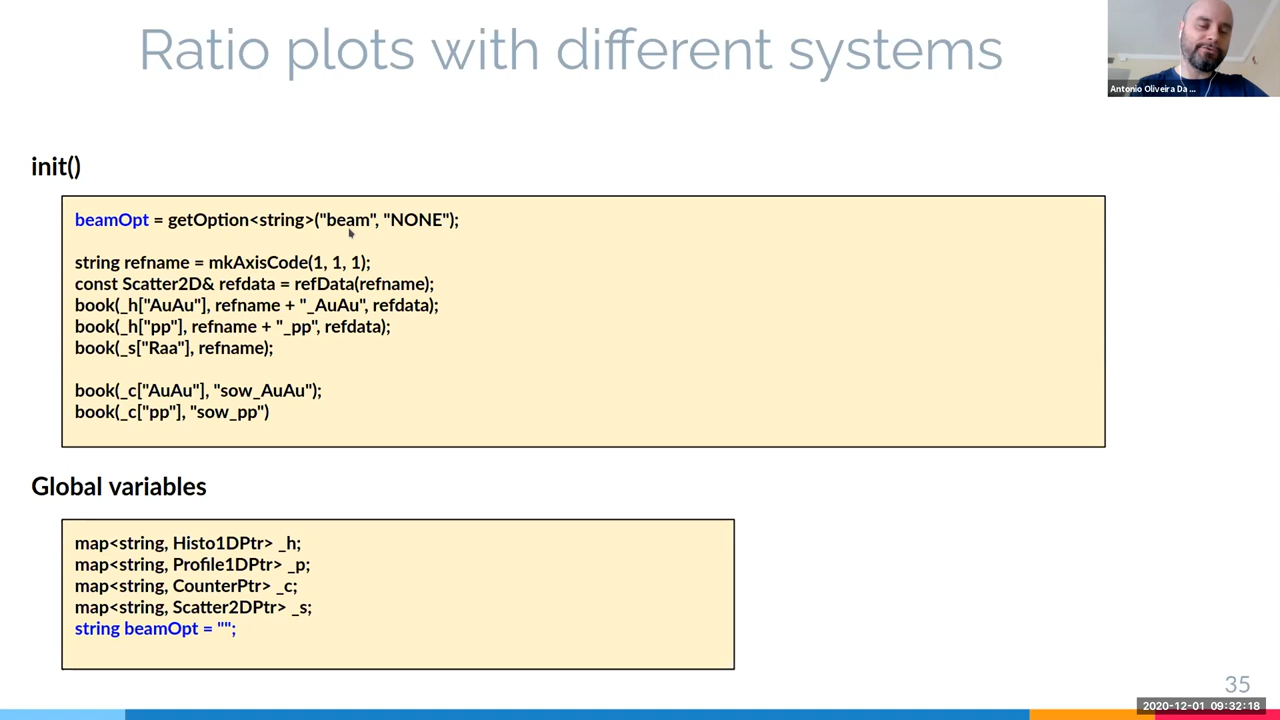 Ratio plots with different systems
Antonio Oliveira Da ...
init()
beamOpt = getOption<string>("beam", "NONE");
string refname = mkAxisCode(1, 1, 1);
const Scatter2D& refdata = refData(refname);
book(_h["AuAu"], refname + "_AuAu", refdata);
book(_h["pp"], refname + "_pp", refdata);
book(_s["Raa"], refname);
book(_c["AuAu"], "sow_AuAu");
book(_c["pp"], "sow_pp")
Global variables
map<string, Histo1DPtr> _h;
map<string, Profile1DPtr> _p;
map<string, CounterPtr> _c;
map<string, Scatter2DPtr> _s;
string beamOpt = "";
35
2020-12-01 09:32:18